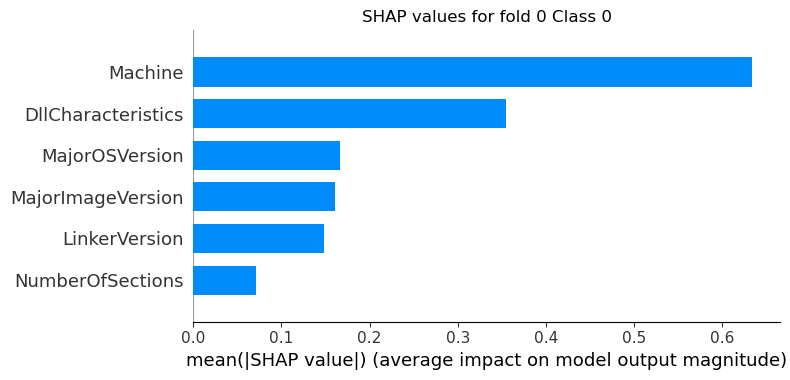 SHAP values for fold 0 Class 0
Machine
DllCharacteristics
MajorOSVersion
MajorImageVersion
LinkerVersion
NumberOfSections
0.0 0.1 0.2 0.3 0.4 0.5 0.6
mean(|SHAP value|) (average impact on model output magnitude)